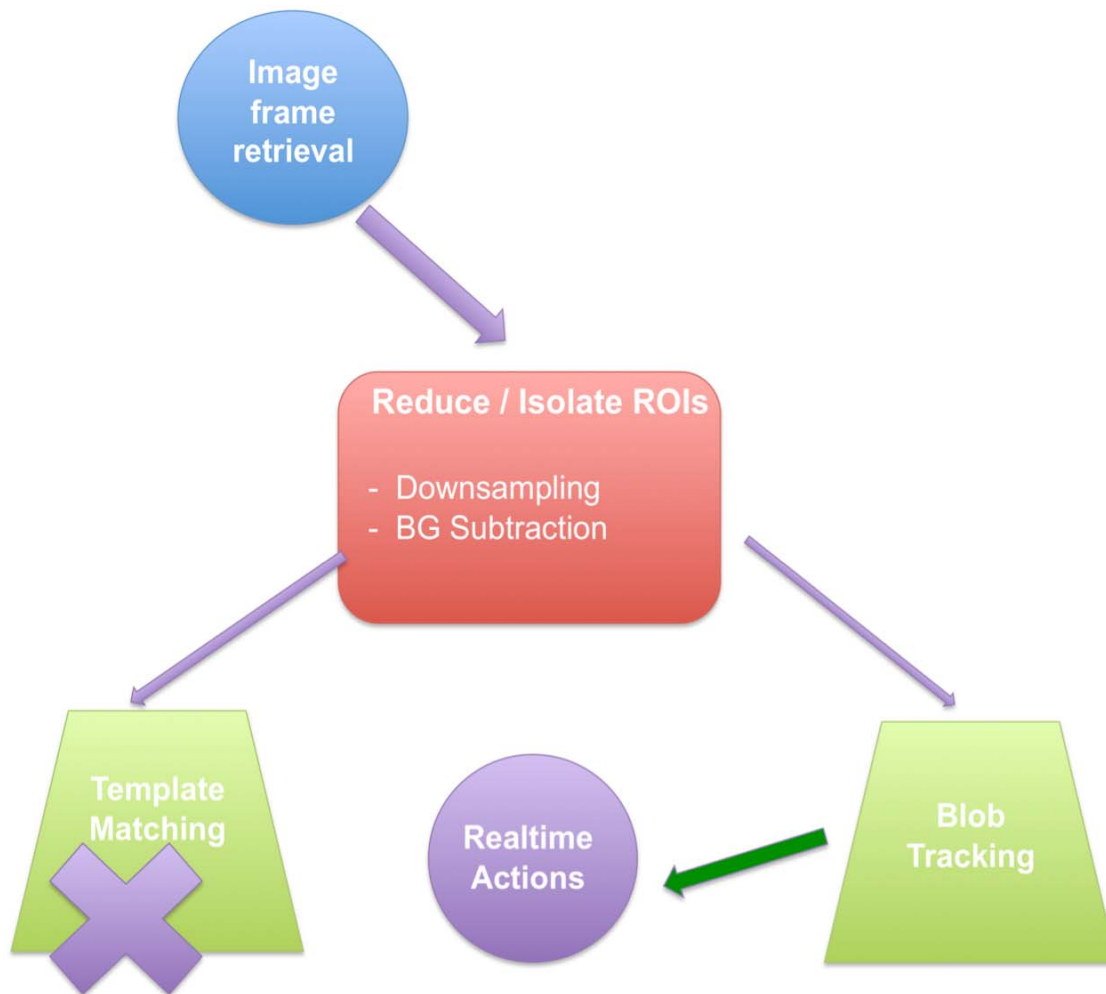 Image
frame
retrieval
Reduce / Isolate ROIs
- Downsampling
- BG Subtraction
Template
Matching
Realtime
Actions
Blob
Tracking